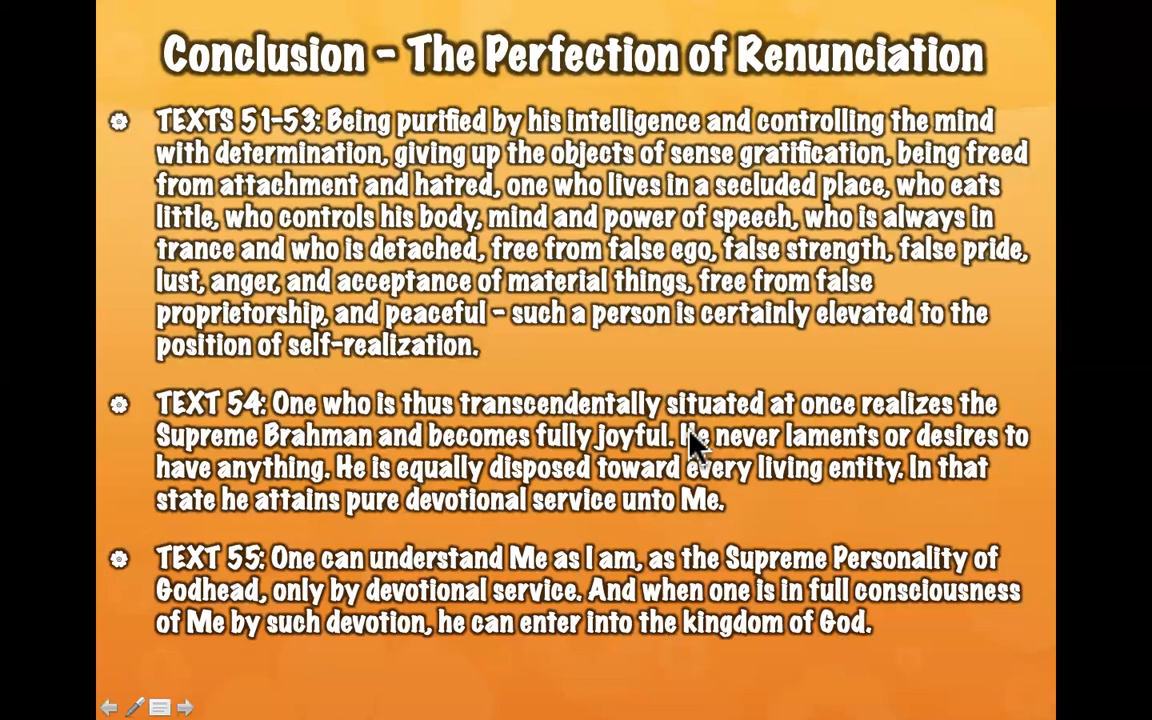 Conclusion - The Perfection of Renunciation
TEXTS 51-53: Being purified by his intelligence and controlling the mind
with determination, giving up the objects of sense gratification, being freed
from attachment and hatred, one who lives in a secluded place, who eats
little, who controls his body, mind and power of speech, who is always in
trance and who is detached, free from false ego, false strength, false pride,
lust, anger, and acceptance of material things, free from false
proprietorship, and peaceful - such a person is certainly elevated to the
position of self-realization.
TEXT 54: One who is thus transcendentally situated at once realizes the
Supreme Brahman and becomes fully joyful. He never laments or desires to
have anything. He is equally disposed toward every living entity. In that
state he attains pure devotional service unto Me.
TEXT 55: One can understand Me as I am, as the Supreme Personality of
Godhead, only by devotional service. And when one is in full consciousness
of Me by such devotion, he can enter into the kingdom of God.